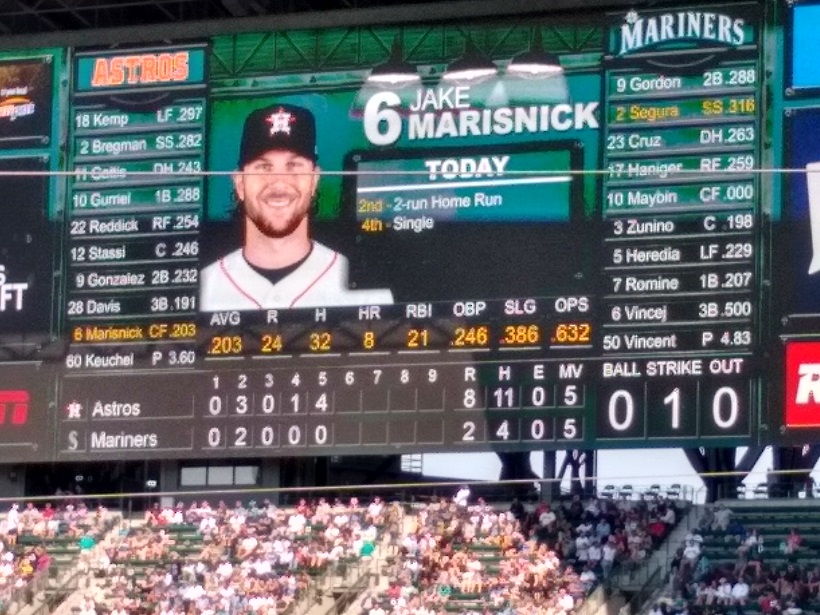 ASTROS
18 Kemp LF .297
2 Bregman SS .282
11 Gattis DH .243
10 Gurriel 1B .288
22 Reddick RF .254
12 Stassi C .246
9 Gonzalez 2B .232
28 Davis 3B .191
6 Marisnick CF .203
60 Keuchel P 3.60
6 JAKE
MARISNICK
TODAY
2nd - 2-run Home Run
4th - Single
AVG R H HR RBI OBP SLG OPS
.203 24 32 8 21 .246 .386 .632
MARINERS
9 Gordon 2B .288
2 Segura SS .316
23 Cruz DH .263
17 Haniger RF .259
10 Maybin CF .000
3 Zunino C .198
5 Heredia LF .229
7 Romine 1B .207
6 Vincej 3B .500
50 Vincent P 4.83
1 2 3 4 5 6 7 8 9 R H E MV
Astros 0 3 0 1 4 8 11 0 5
Mariners 0 2 0 0 0 2 4 0 5
BALL STRIKE OUT
0 1 0
FT